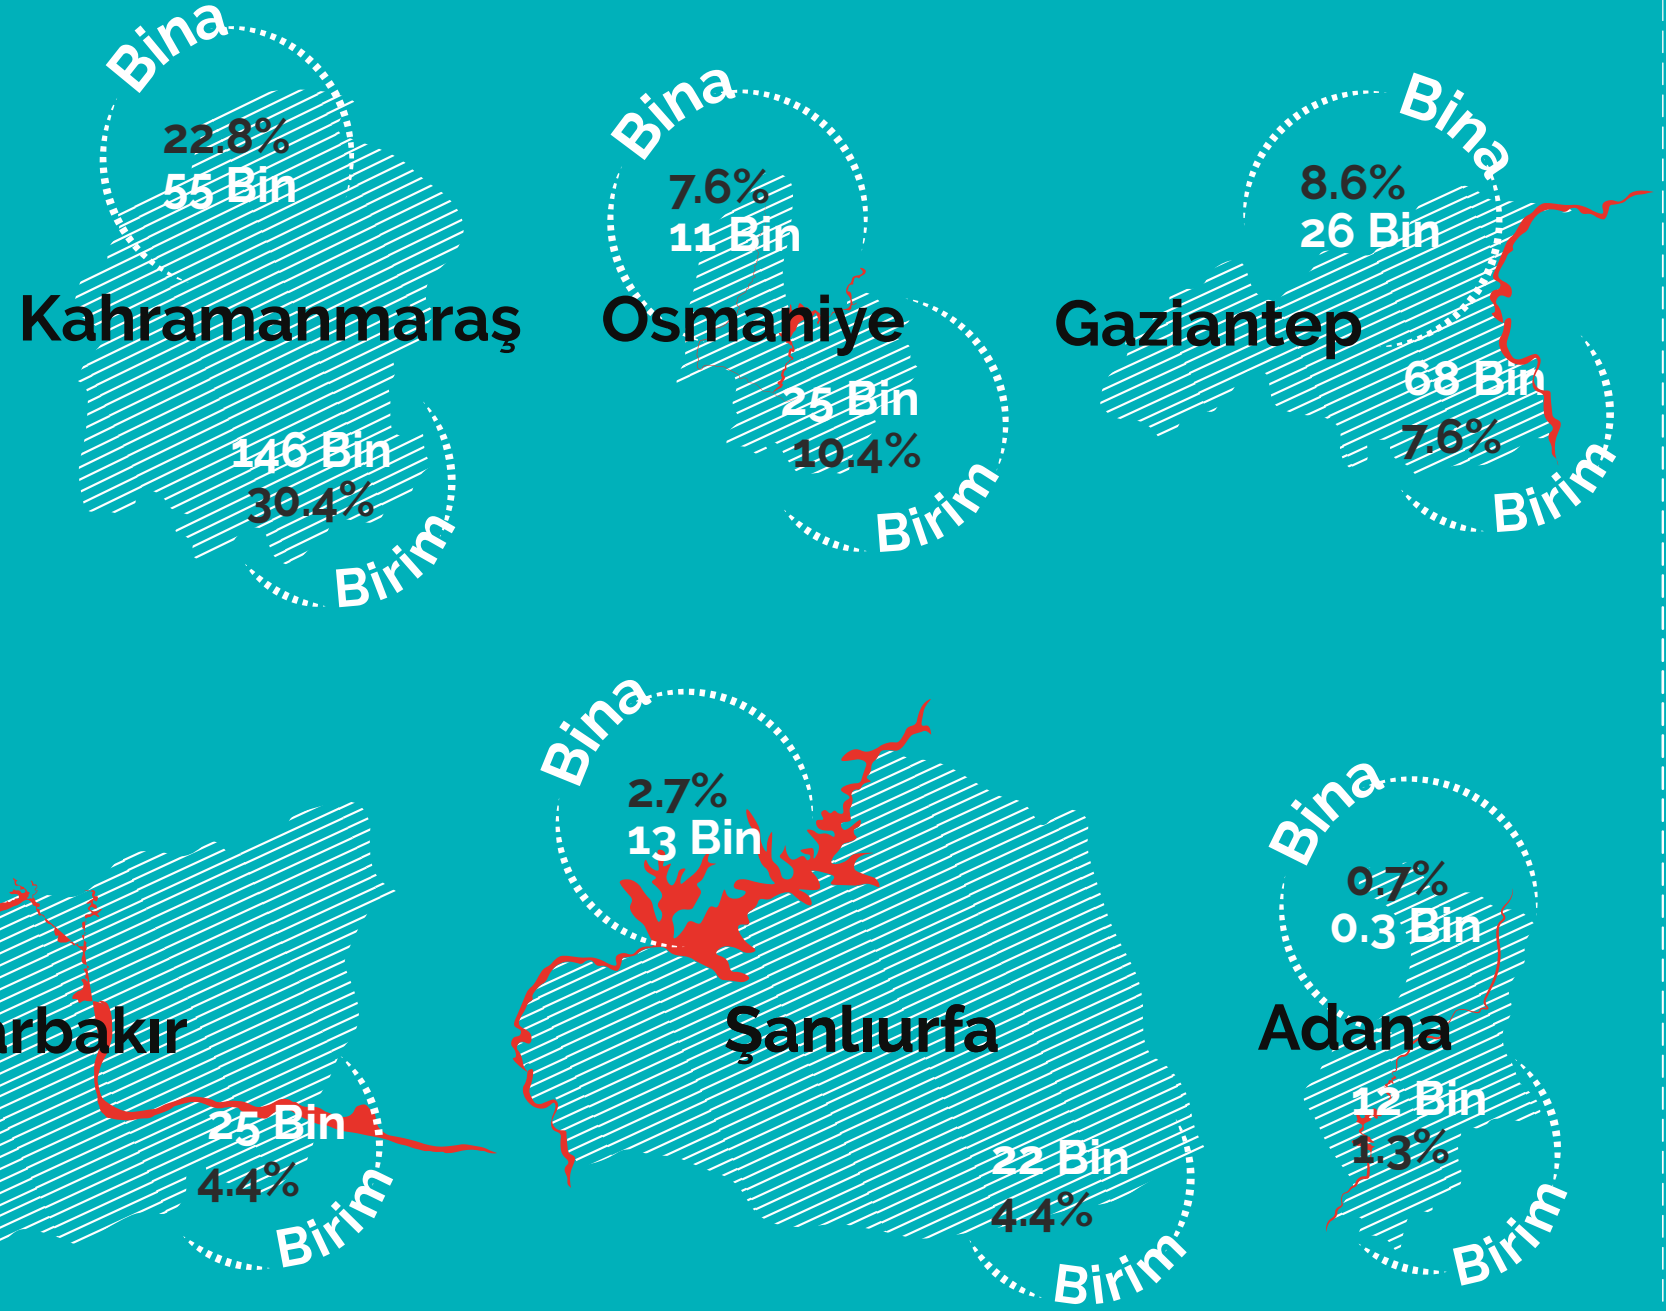 Bina
22.8%
55 Bin
Kahramanmaraş
146 Bin
30.4%
Birim
Bina
7.6%
11 Bin
Osmaniye
25 Bin
10.4%
Birim
Bina
8.6%
26 Bin
Gaziantep
68 Bin
7.6%
Birim
arbakır
25 Bin
4.4%
Birim
Bina
2.7%
13 Bin
Şanlıurfa
22 Bin
4.4%
Birim
Bina
0.7%
0.3 Bin
Adana
12 Bin
1.3%
Birim